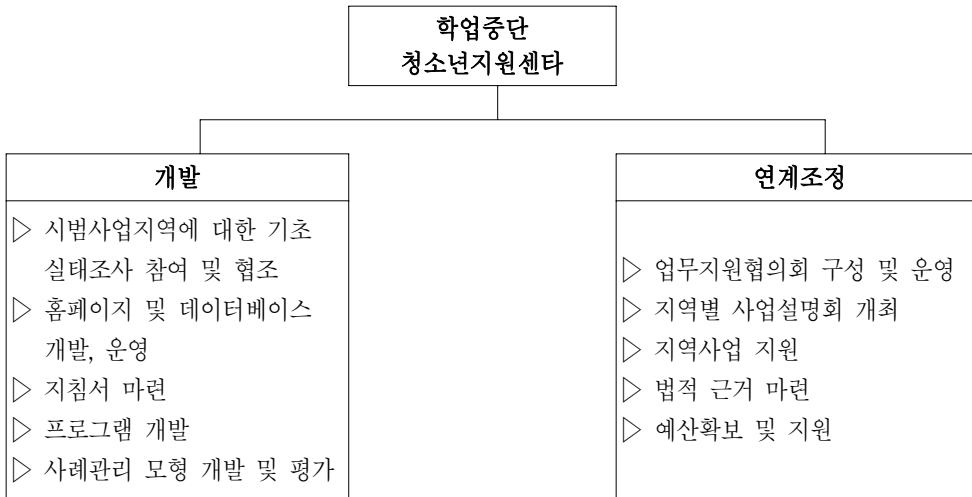 학업중단
청소년지원센타
개발
▷ 시범사업지역에 대한 기초
실태조사 참여 및 협조
▷ 홈페이지 및 데이터베이스
개발, 운영
▷ 지침서 마련
▷ 프로그램 개발
▷ 사례관리 모형 개발 및 평가
연계조정
▷ 업무지원협의회 구성 및 운영
▷ 지역별 사업설명회 개최
▷ 지역사업 지원
▷ 법적 근거 마련
▷ 예산확보 및 지원